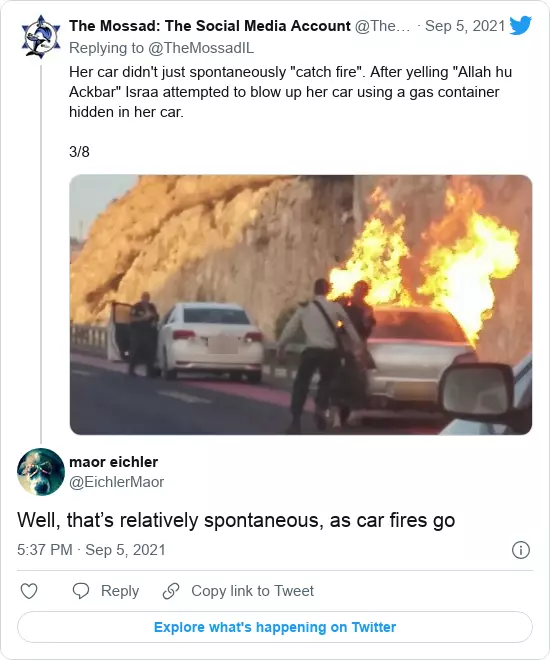 The Mossad: The Social Media Account @The... · Sep 5, 2021
Replying to @TheMossadIL
Her car didn't just spontaneously "catch fire". After yelling "Allah hu
Ackbar" Israa attempted to blow up her car using a gas container
hidden in her car.
3/8
maor eichler
@EichlerMaor
Well, that’s relatively spontaneous, as car fires go
5:37 PM · Sep 5, 2021
Reply
Copy link to Tweet
Explore what's happening on Twitter